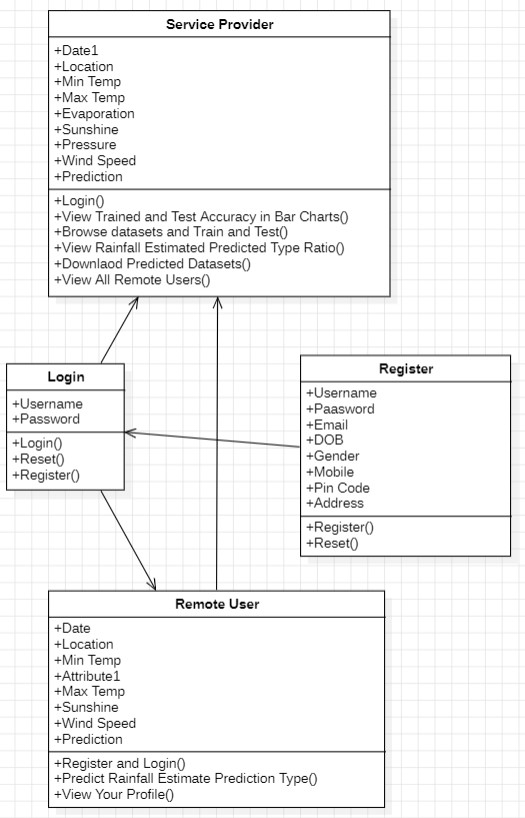 Service Provider
+Date1
+Location
+Min Temp
+Max Temp
+Evaporation
+Sunshine
+Pressure
+Wind Speed
+Prediction
+Login()
+View Trained and Test Accuracy in Bar Charts()
+Browse datasets and Train and Test()
+View Rainfall Estimated Predicted Type Ratio()
+Downlaod Predicted Datasets()
+View All Remote Users()
Login
+Username
+Password
+Login()
+Reset()
+Register()
Register
+Username
+Paasword
+Email
+DOB
+Gender
+Mobile
+Pin Code
+Address
+Register()
+Reset()
Remote User
+Date
+Location
+Min Temp
+Attribute1
+Max Temp
+Sunshine
+Wind Speed
+Prediction
+Register and Login()
+Predict Rainfall Estimate Prediction Type()
+View Your Profile()